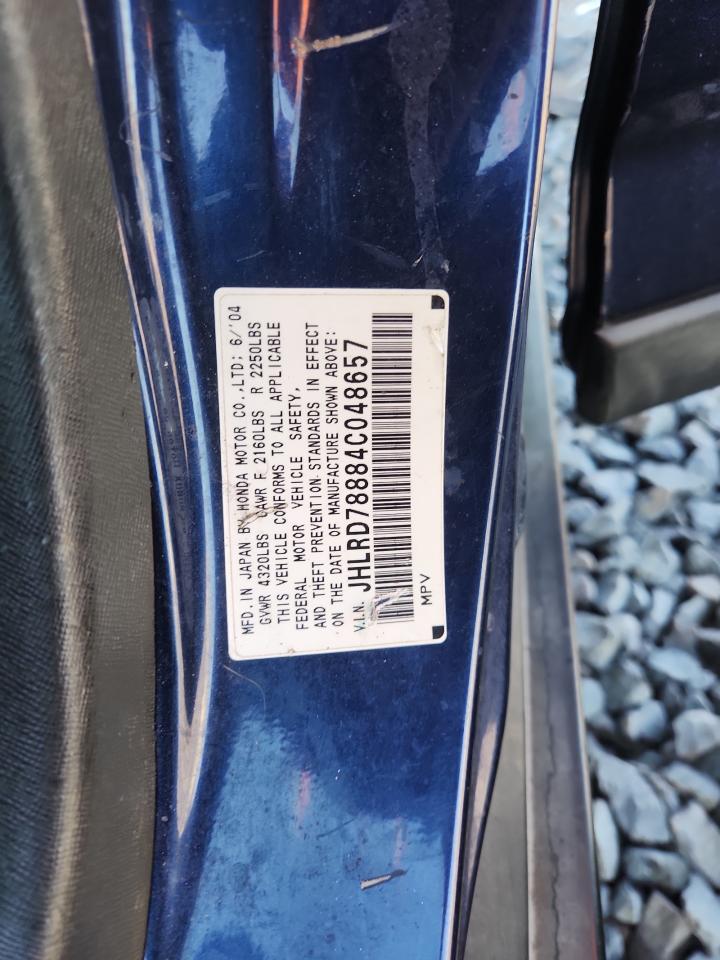 MFD. IN JAPAN BY HONDA MOTOR CO.,LTD; 6/'04
GVWR 4320LBS GAWR F 2160LBS R 2250LBS
THIS VEHICLE CONFORMS TO ALL APPLICABLE
FEDERAL MOTOR VEHICLE SAFETY,
AND THEFT PREVENTION STANDARDS IN EFFECT
ON THE DATE OF MANUFACTURE SHOWN ABOVE:
V.I.N. JHLRD78884C048657
MPV